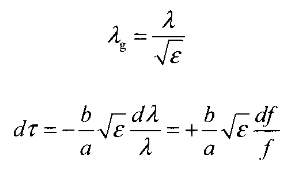 λ_g = λ / √ε
dτ = −(b/a)√ε (dλ/λ) = +(b/a)√ε (df/f)